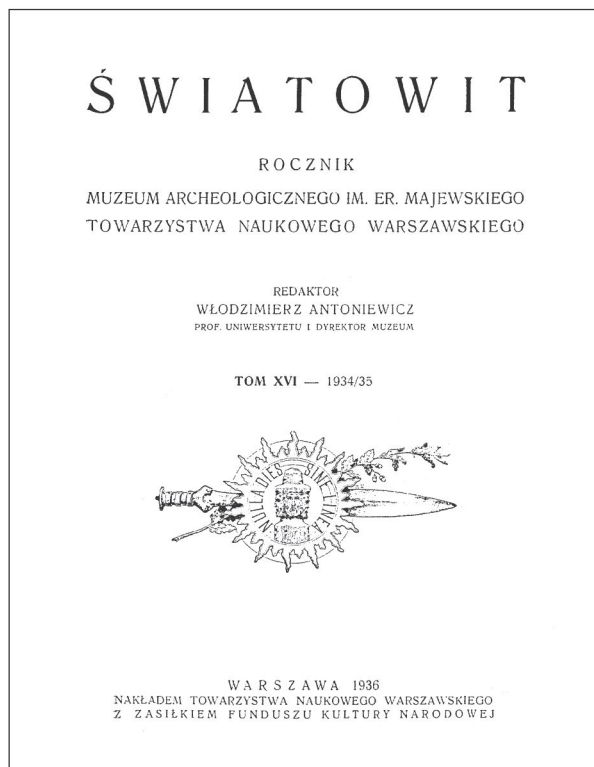 ŚWIATOWIT
ROCZNIK
MUZEUM ARCHEOLOGICZNEGO IM. ER. MAJEWSKIEGO
TOWARZYSTWA NAUKOWEGO WARSZAWSKIEGO
REDAKTOR
WŁODZIMIERZ ANTONIEWICZ
PROF. UNIWERSYTETU I DYREKTOR MUZEUM
TOM XVI — 1934/35
NULLA DIES SINE LINEA
WARSZAWA 1936
NAKŁADEM TOWARZYSTWA NAUKOWEGO WARSZAWSKIEGO
Z ZASIŁKIEM FUNDUSZU KULTURY NARODOWEJ